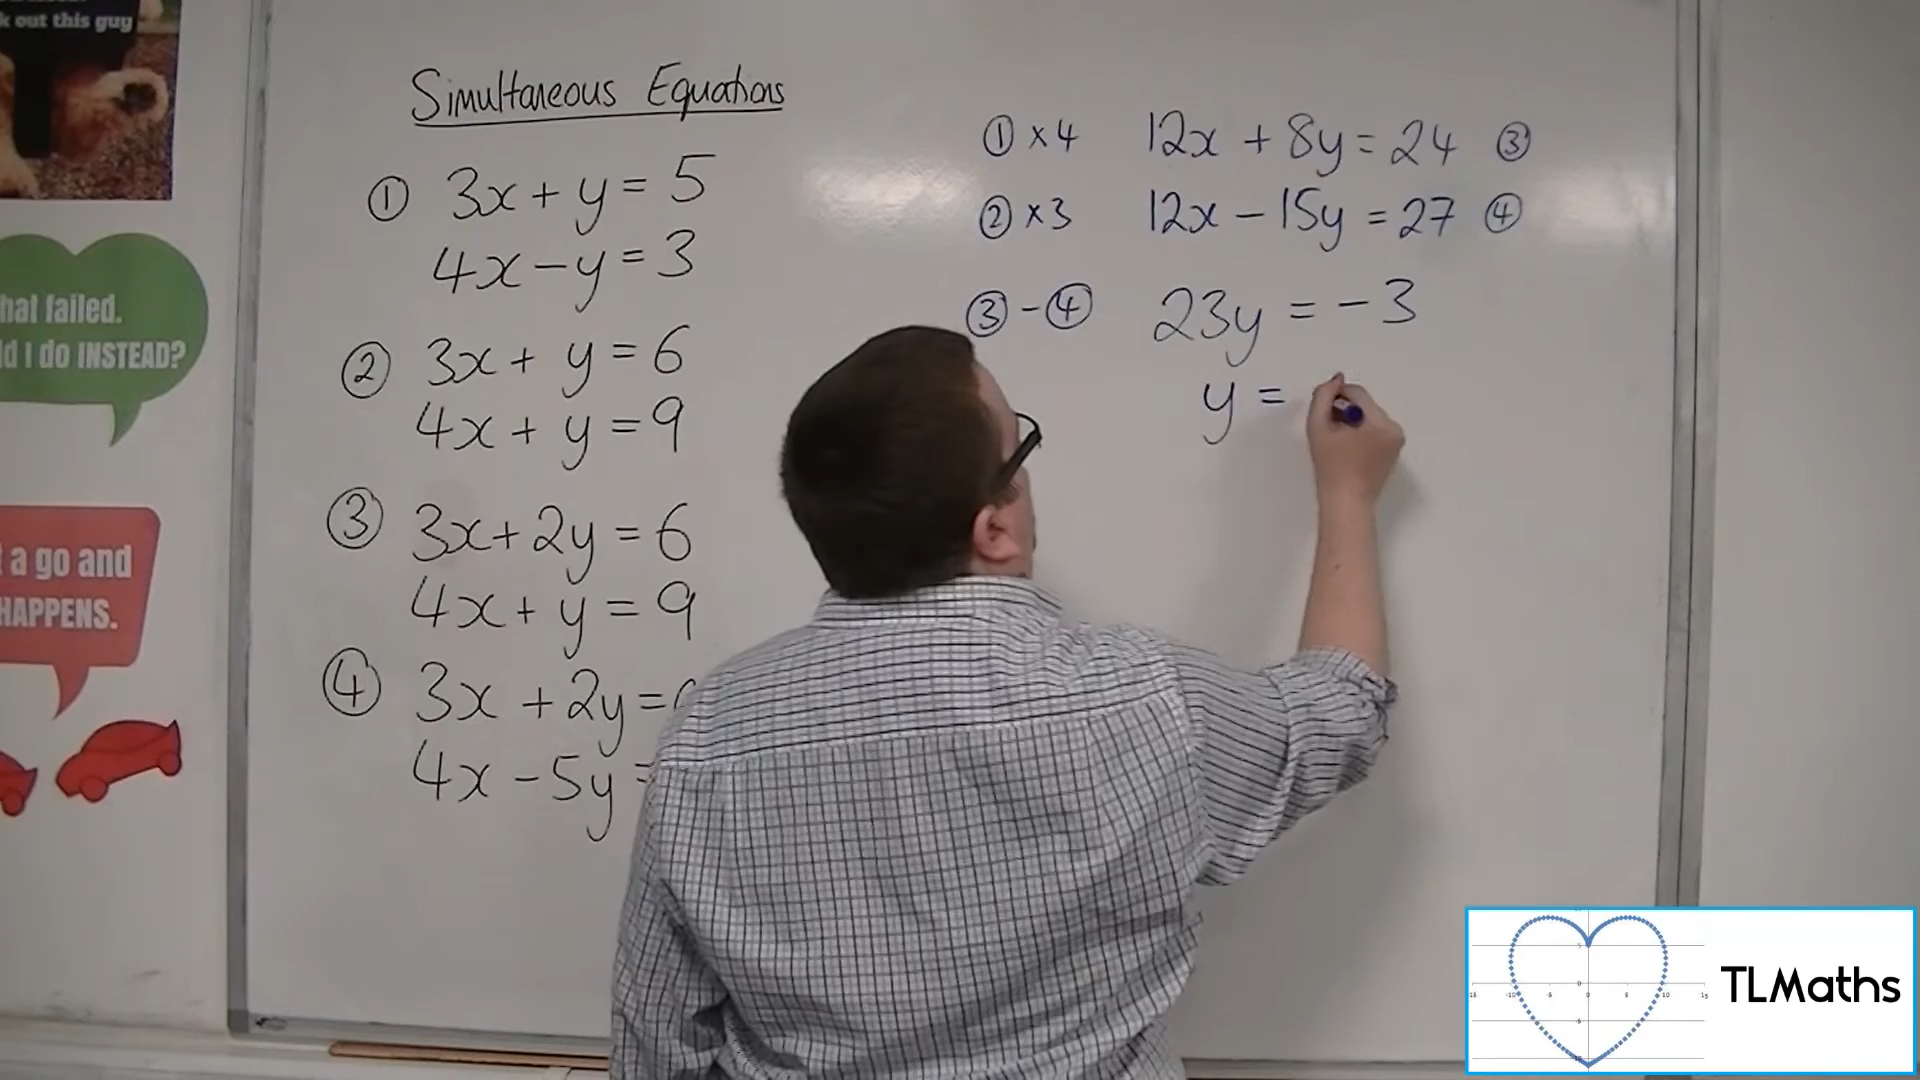 k out this guy
hat failed.
d I do INSTEAD?
a go and
HAPPENS.
Simultaneous Equations
① 3x + y = 5
4x - y = 3
② 3x + y = 6
4x + y = 9
③ 3x + 2y = 6
4x + y = 9
④ 3x + 2y =
4x - 5y =
① × 4 12x + 8y = 24 ③
② × 3 12x - 15y = 27 ④
③ - ④ 23y = -3
y =
TLMaths